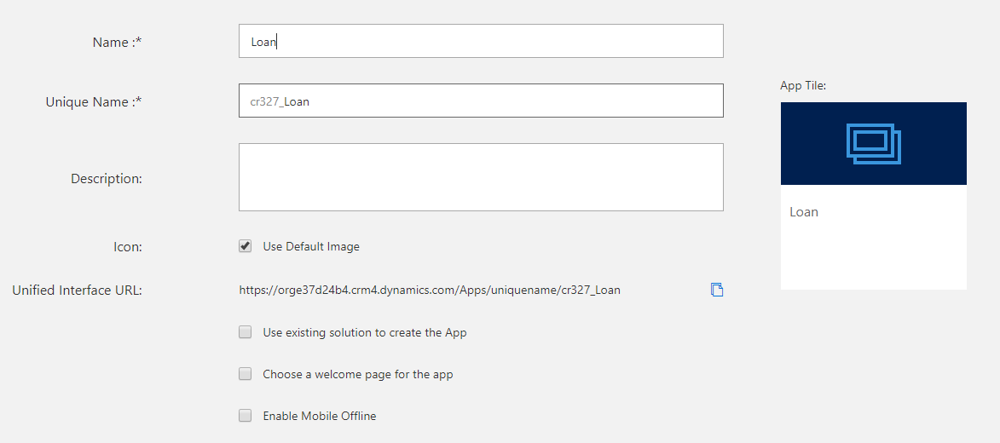 Name :*
Loan
Unique Name :*
cr327_Loan
App Tile:
Loan
Description:
Icon:
Use Default Image
Unified Interface URL:
https://orge37d24b4.crm4.dynamics.com/Apps/uniquename/cr327_Loan
Use existing solution to create the App
Choose a welcome page for the app
Enable Mobile Offline